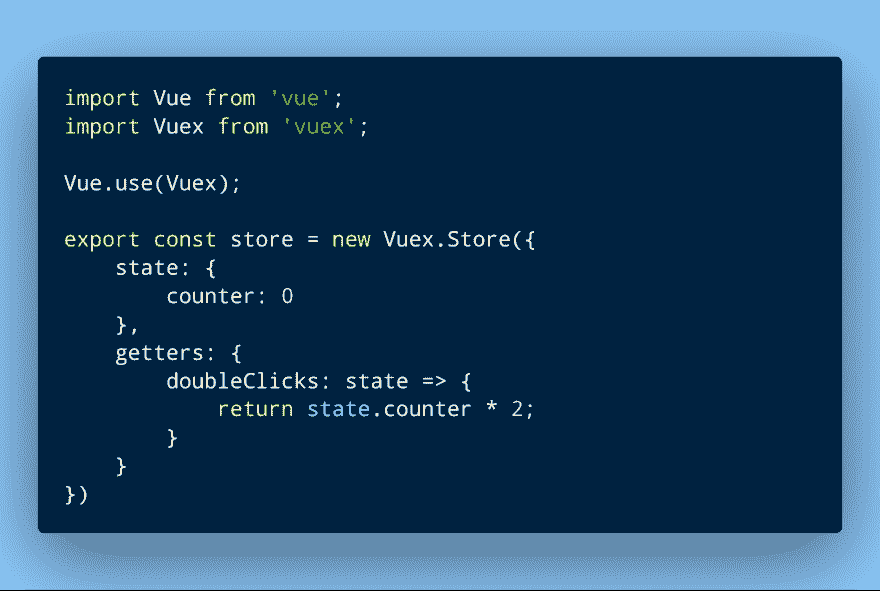 import Vue from 'vue';
import Vuex from 'vuex';

Vue.use(Vuex);

export const store = new Vuex.Store({
    state: {
        counter: 0
    },
    getters: {
        doubleClicks: state => {
            return state.counter * 2;
        }
    }
})